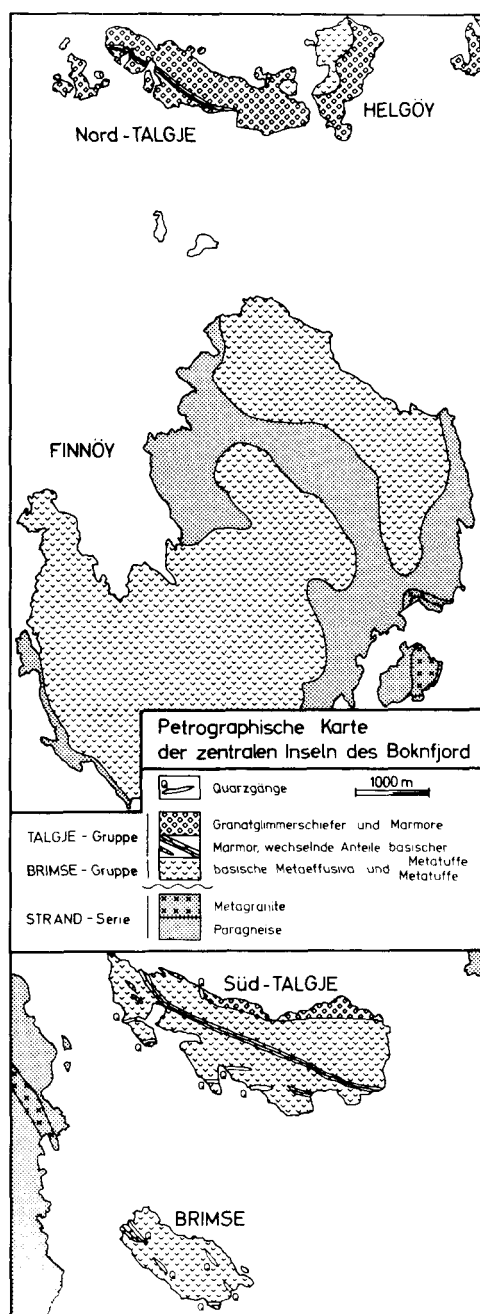 Nord-TALGJE
HELGÖY
FINNÖY
Petrographische Karte
der zentralen Inseln des Boknfjord
Q Quarzgänge 1000 m
TALGJE-Gruppe Granatglimmerschiefer und Marmore
Marmor, wechselnde Anteile basischer Metatuffe
BRIMSE-Gruppe basische Metaeffusiva und Metatuffe
STRAND-Serie Metagranite
Paragneise
Süd-TALGJE
Q
Q
Q
Q
Q
Q
Q
BRIMSE
Q
Q
Q
Q